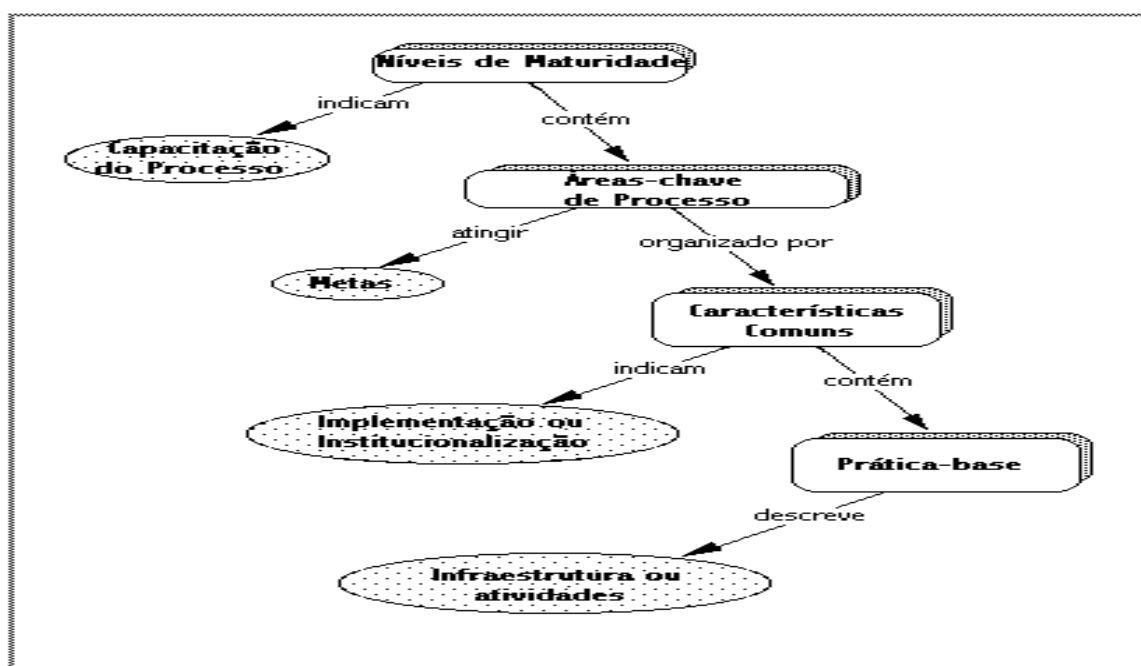 Níveis de Maturidade
indicam
contém
Capacitação
do Processo
Áreas-chave
de Processo
atingir
organizado por
Metas
Características
Comuns
indicam
contém
Implementação ou
Institucionalização
Prática-base
descreve
Infraestrutura ou
atividades